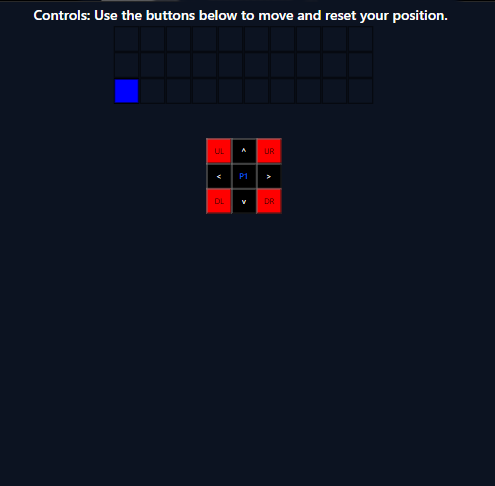 Controls: Use the buttons below to move and reset your position.
UL ^ UR
< P1 >
DL v DR